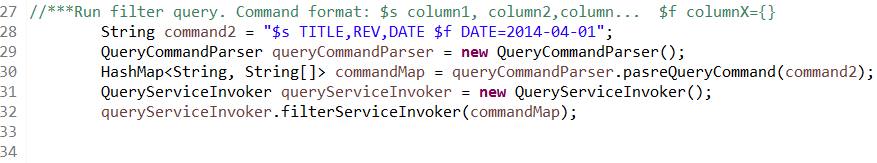 27 //***Run filter query. Command format: $s column1, column2,column...  $f columnX={}
28 String command2 = "$s TITLE,REV,DATE $f DATE=2014-04-01";
29 QueryCommandParser queryCommandParser = new QueryCommandParser();
30 HashMap<String, String[]> commandMap = queryCommandParser.pasreQueryCommand(command2);
31 QueryServiceInvoker queryServiceInvoker = new QueryServiceInvoker();
32 queryServiceInvoker.filterServiceInvoker(commandMap);
33
34